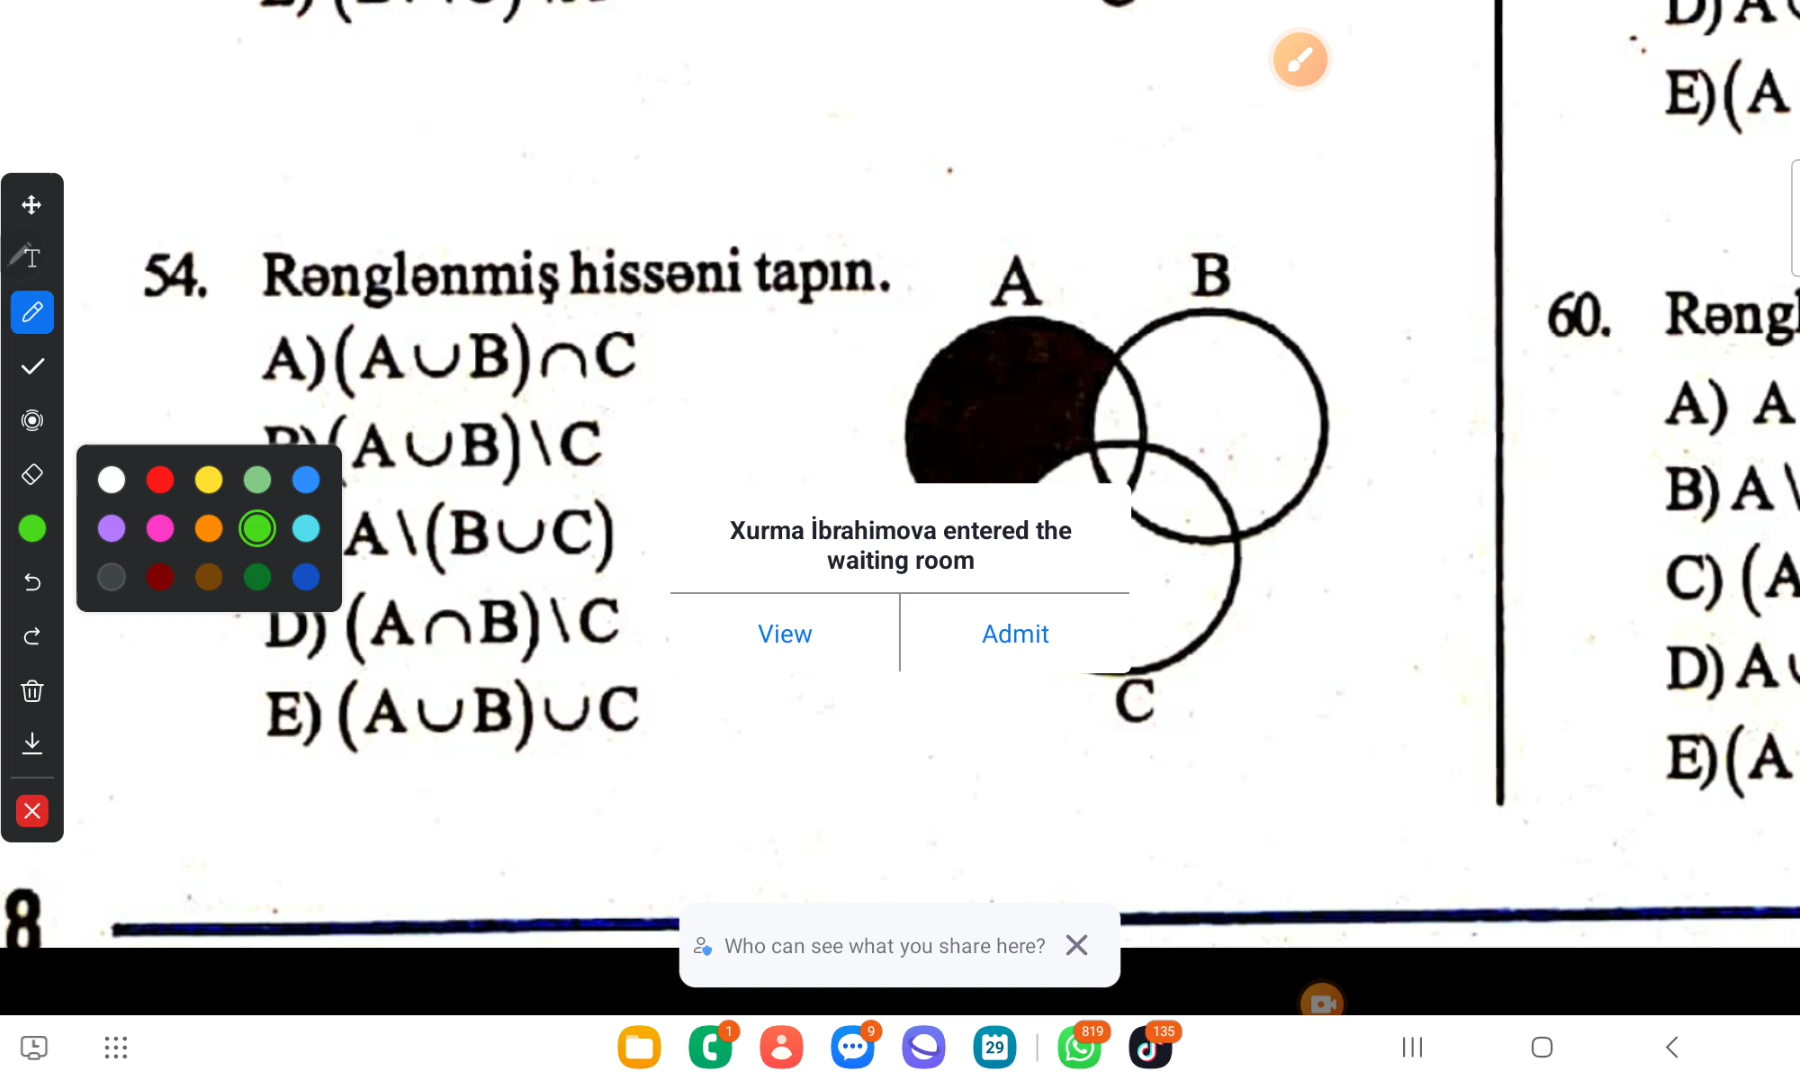 D) A
E)(A
54. Rənglənmiş hissəni tapın.
A)(A∪B)∩C
(A∪B)\C
A\(B∪C)
D) (A∩B)\C
E) (A∪B)∪C
A
B
C
60. Rəngl
A) A
B) A\
C) (A
D) A∪
E)(A
T
Xurma İbrahimova entered the
waiting room
View
Admit
8
Who can see what you share here?
1
9
29
819
135